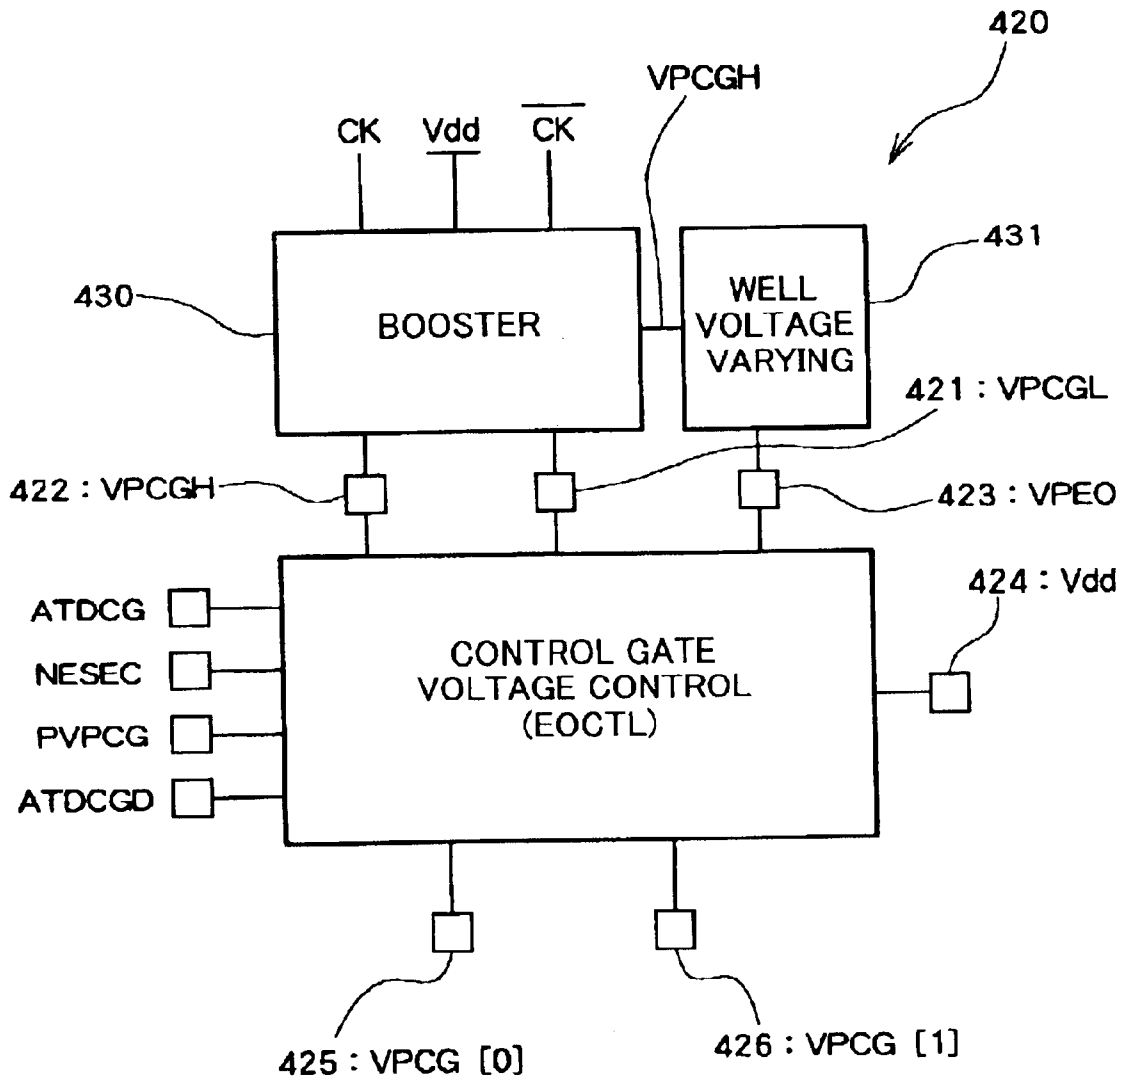 420
VPCGH
CK
Vdd
CK
431
430
BOOSTER
WELL
VOLTAGE
VARYING
421 : VPCGL
422 : VPCGH
423 : VPEO
424 : Vdd
ATDCG
NESEC
PVPCG
ATDCGD
CONTROL GATE
VOLTAGE CONTROL
(EOCTL)
425 : VPCG [0]
426 : VPCG [1]